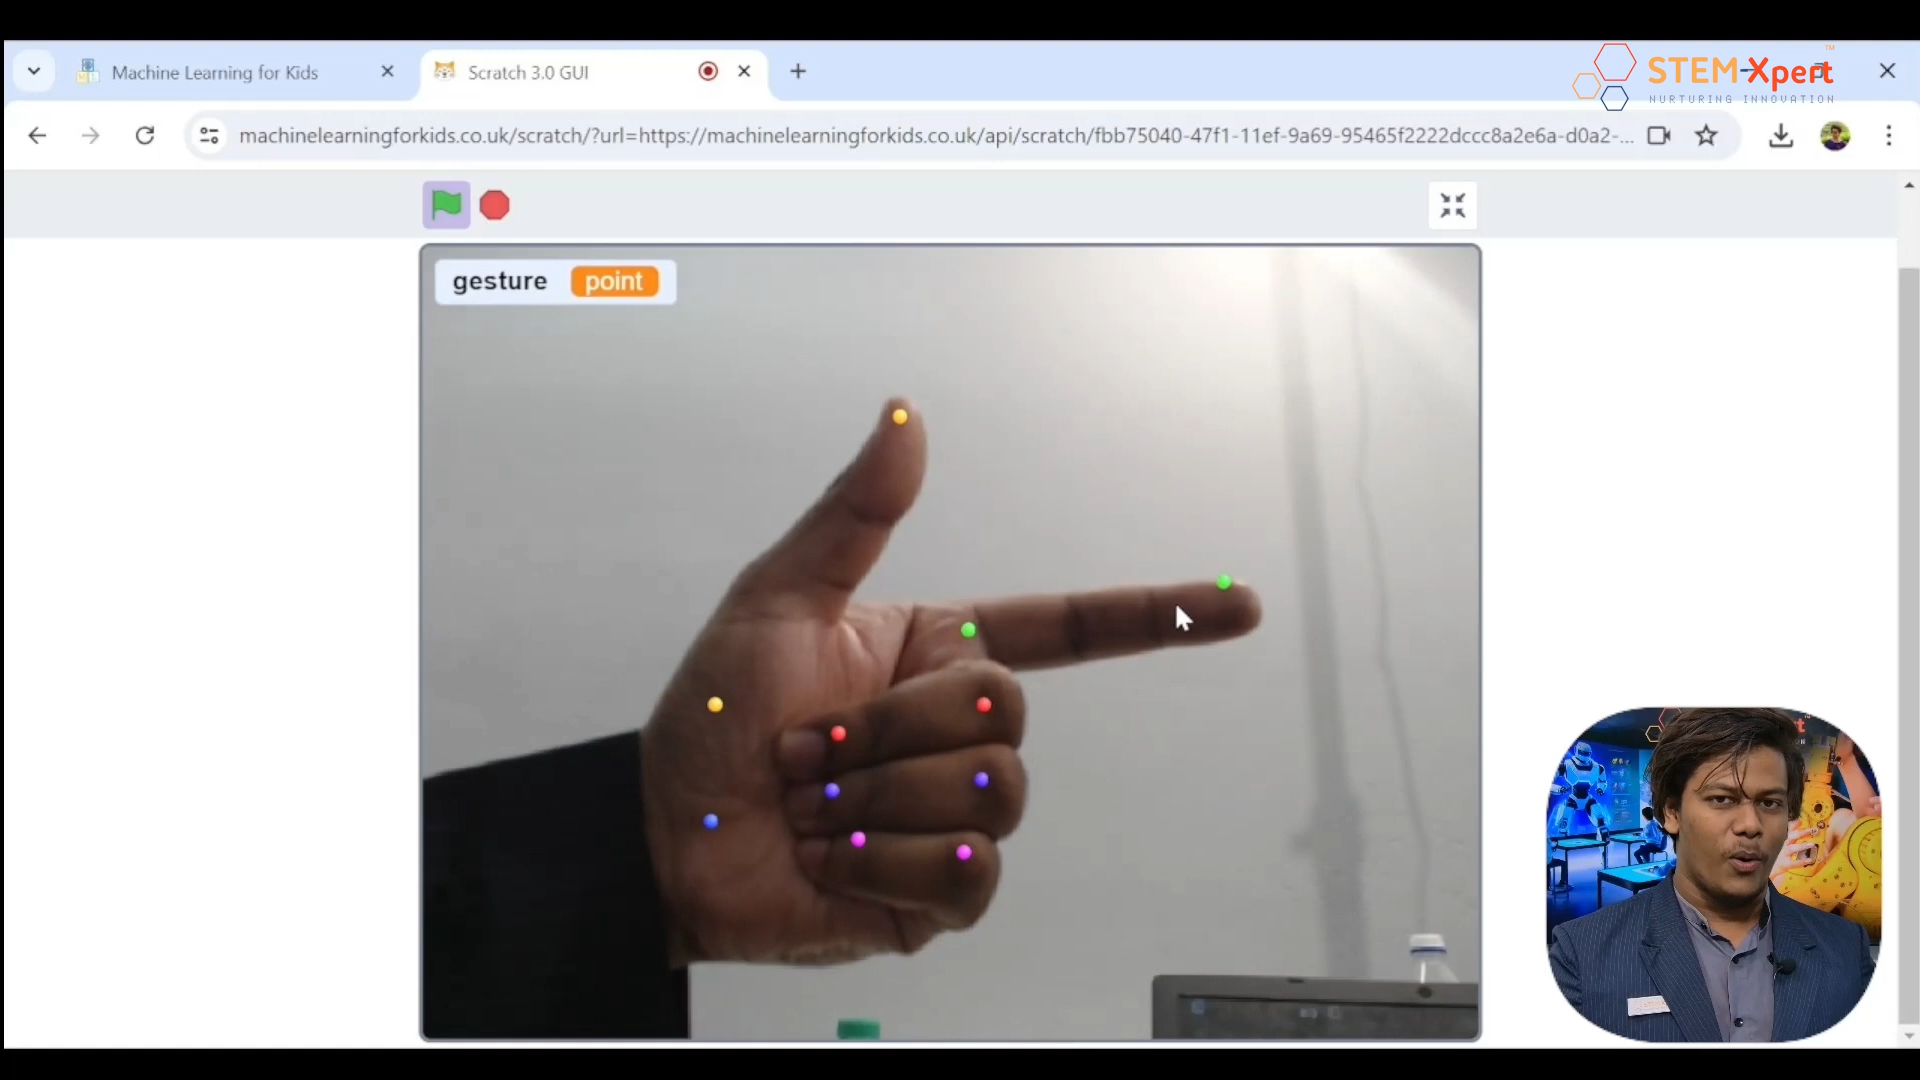 Machine Learning for Kids
Scratch 3.0 GUI
STEM-Xpert
TM
NURTURING INNOVATION
machinelearningforkids.co.uk/scratch/?url=https://machinelearningforkids.co.uk/api/scratch/fbb75040-47f1-11ef-9a69-95465f2222dccc8a2e6a-d0a2-...
gesture point